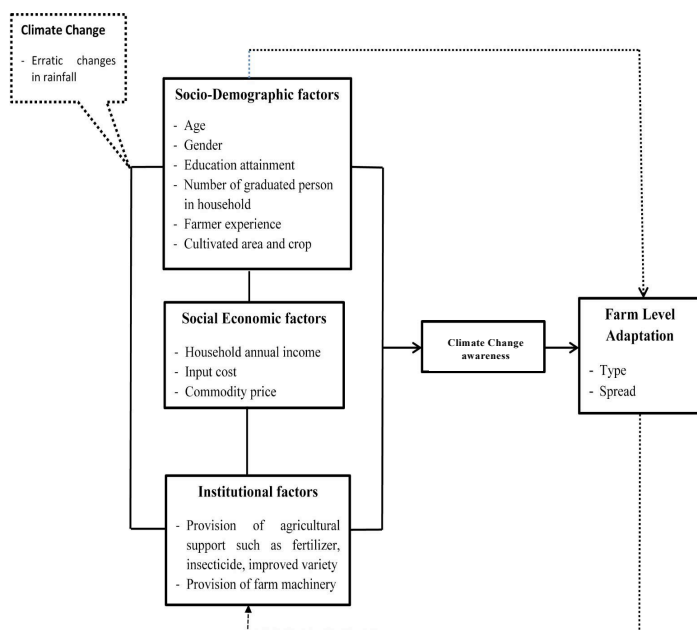 Climate Change
- Erratic changes
in rainfall
Socio-Demographic factors
- Age
- Gender
- Education attainment
- Number of graduated person
in household
- Farmer experience
- Cultivated area and crop
Social Economic factors
- Household annual income
- Input cost
- Commodity price
Institutional factors
- Provision of agricultural
support such as fertilizer,
insecticide, improved variety
- Provision of farm machinery
Climate Change
awareness
Farm Level
Adaptation
- Type
- Spread